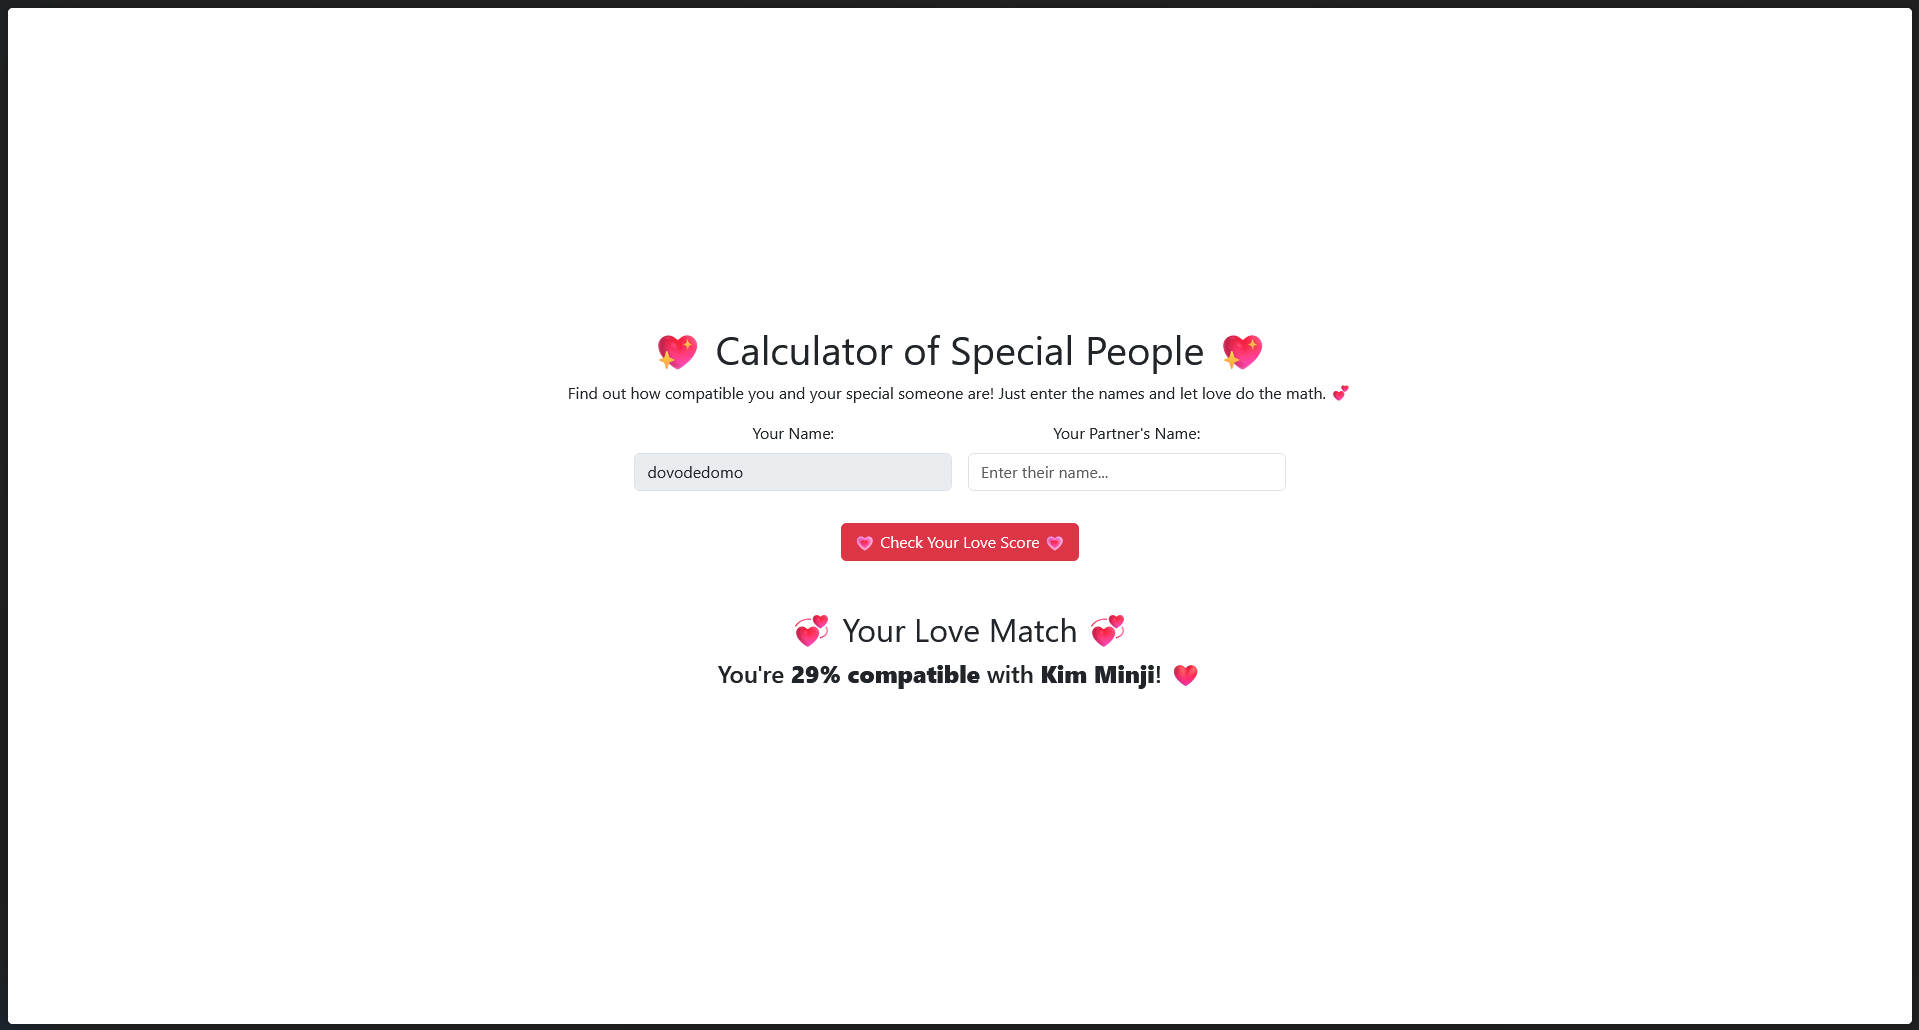 💖 Calculator of Special People 💖
Find out how compatible you and your special someone are! Just enter the names and let love do the math. 💕
Your Name:
Your Partner's Name:
dovodedomo
Enter their name...
💗 Check Your Love Score 💗
💞 Your Love Match 💞
You're 29% compatible with Kim Minji! ❤️